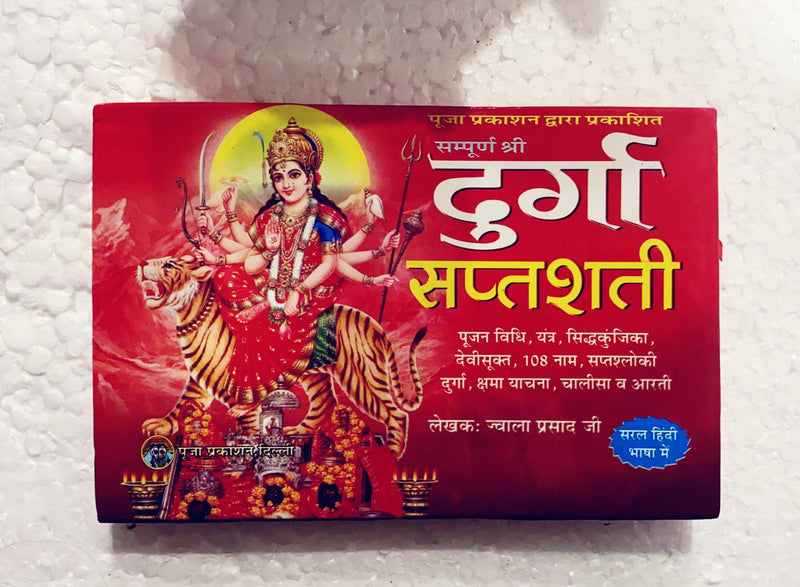 पूजा प्रकाशन द्वारा प्रकाशित
सम्पूर्ण श्री
दुर्गा
सप्तशती
पूजन विधि, यंत्र, सिद्धकुंजिका,
देवीसूक्त, 108 नाम, सप्तश्लोकी
दुर्गा, क्षमा याचना, चालीसा व आरती
लेखक: ज्वाला प्रसाद जी
सरल हिंदी
भाषा में
पूजा प्रकाशन दिल्ली